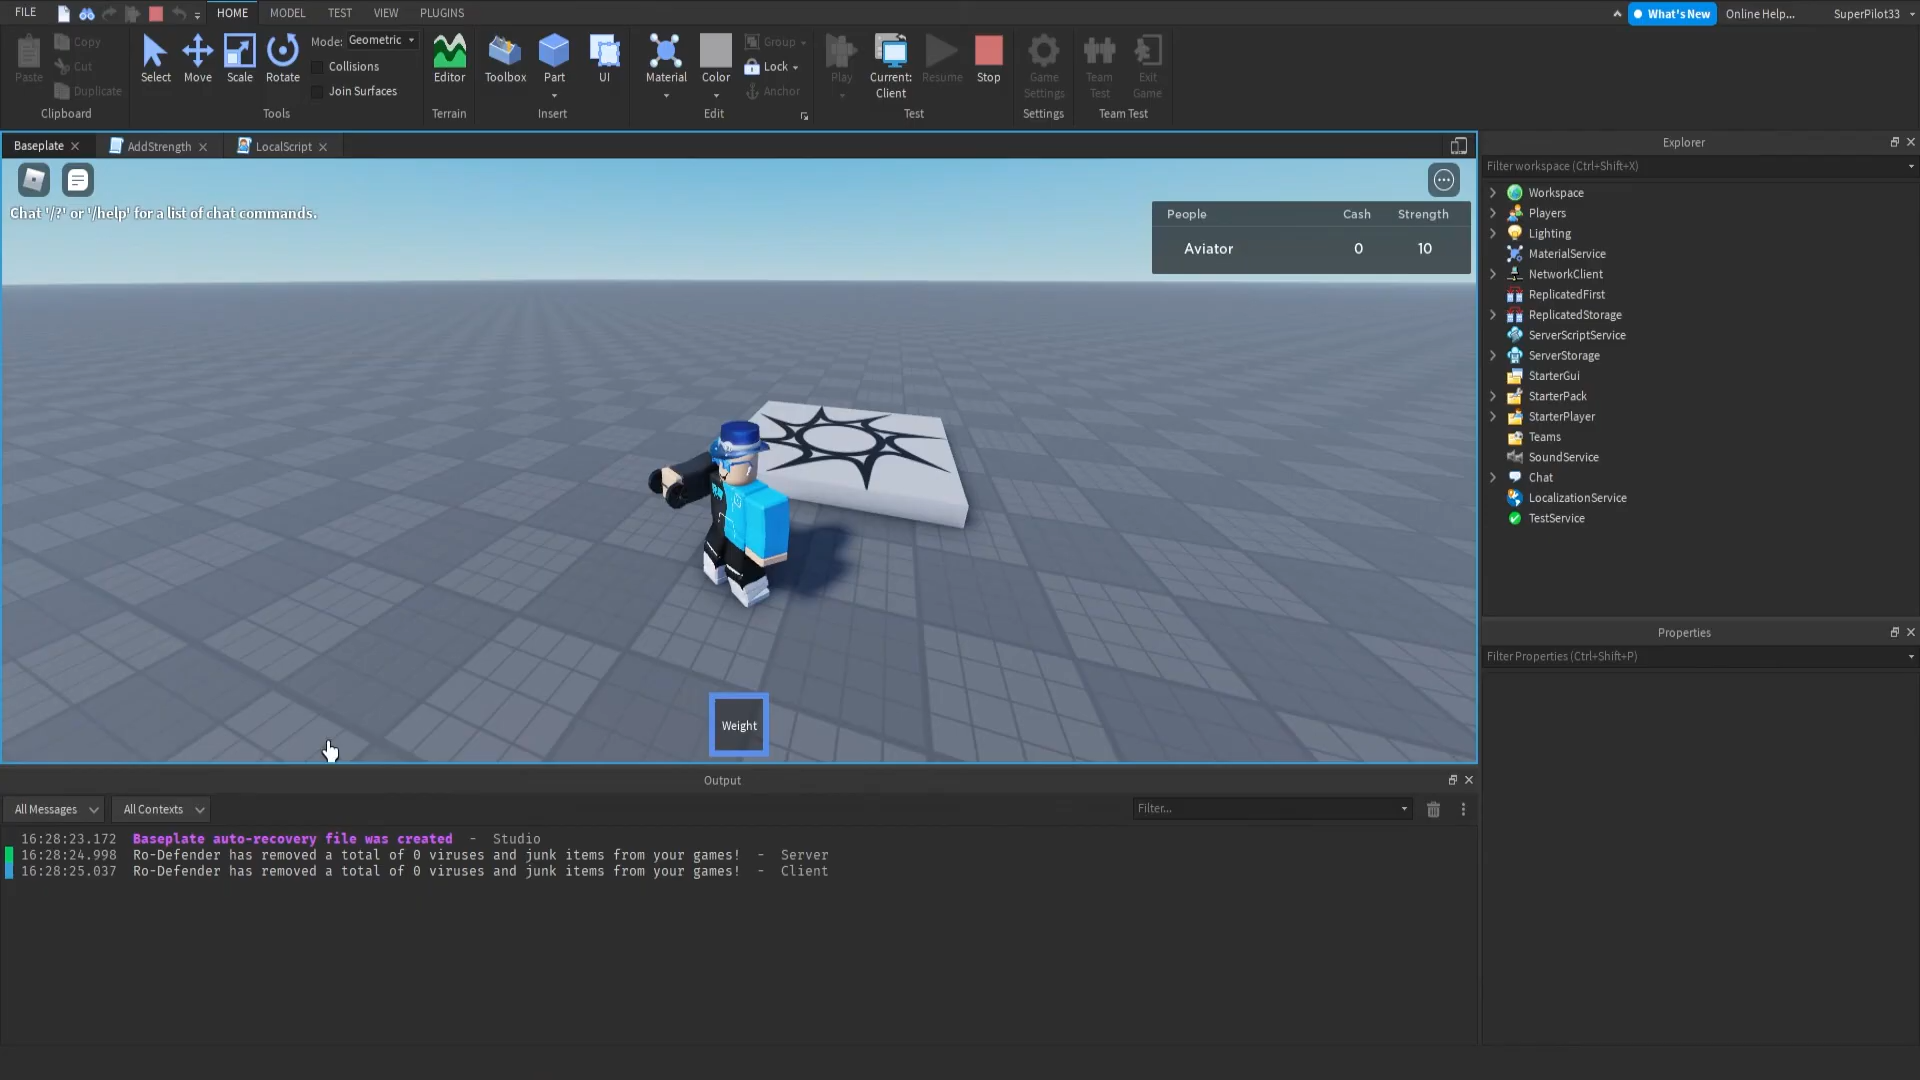 FILE
HOME
MODEL
TEST
VIEW
PLUGINS
What's New
Online Help...
SuperPilot33
Paste
Copy
Cut
Duplicate
Clipboard
Select
Move
Scale
Rotate
Mode: Geometric
Collisions
Join Surfaces
Tools
Editor
Terrain
Toolbox
Part
UI
Insert
Material
Color
Group
Lock
Anchor
Edit
Play
Current:
Client
Resume
Stop
Test
Game
Settings
Settings
Team
Test
Exit
Game
Team Test
Baseplate
AddStrength
LocalScript
Chat '/?' or '/help' for a list of chat commands.
People Cash Strength
Aviator 0 10
Weight
Explorer
Filter workspace (Ctrl+Shift+X)
Workspace
Players
Lighting
MaterialService
NetworkClient
ReplicatedFirst
ReplicatedStorage
ServerScriptService
ServerStorage
StarterGui
StarterPack
StarterPlayer
Teams
SoundService
Chat
LocalizationService
TestService
Properties
Filter Properties (Ctrl+Shift+P)
Output
All Messages
All Contexts
Filter...
16:28:23.172 Baseplate auto-recovery file was created - Studio
16:28:24.998 Ro-Defender has removed a total of 0 viruses and junk items from your games! - Server
16:28:25.037 Ro-Defender has removed a total of 0 viruses and junk items from your games! - Client